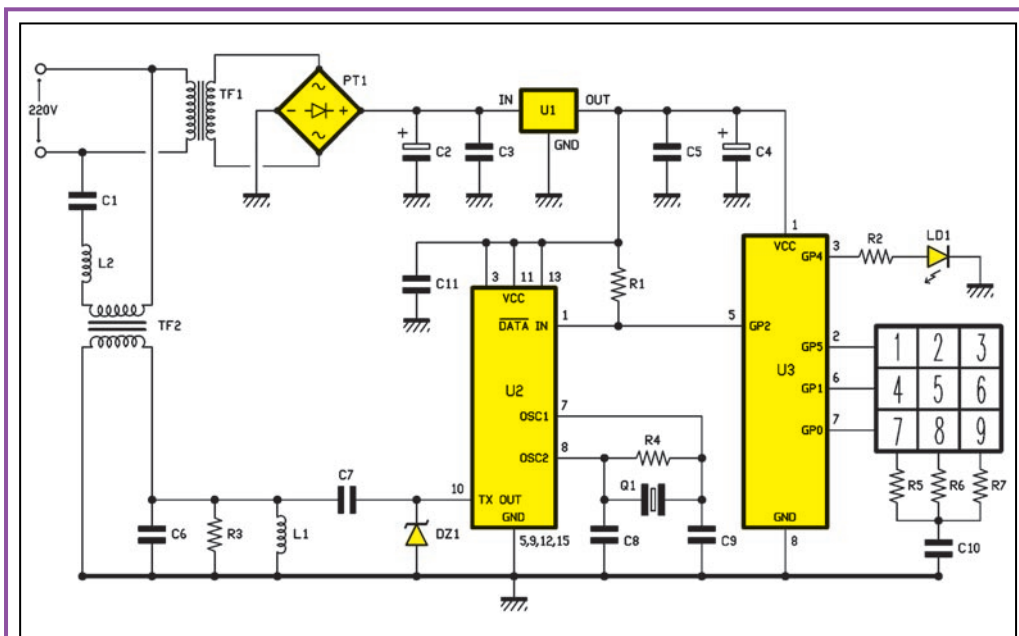 220V
TF1
PT1
IN
U1
OUT
GND
C2
C3
C5
C4
C1
L2
TF2
C11
3
11
13
VCC
R1
DATA IN
1
U2
OSC1
7
OSC2
8
R4
Q1
C8
C9
10
TX OUT
GND
5,9,12,15
C7
DZ1
C6
R3
L1
1
VCC
GP4
3
R2
LD1
5
GP2
U3
GP5
2
GP1
6
GP0
7
GND
8
1 2 3
4 5 6
7 8 9
R5
R6
R7
C10